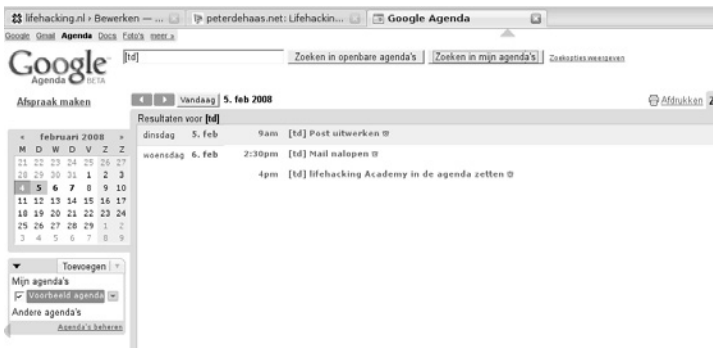 lifehacking.nl › Bewerken — ...
peterdehaas.net: Lifehackin...
Google Agenda
Google Gmail Agenda Docs Foto's meer »
Google
Agenda BETA
[td]
Zoeken in openbare agenda's
Zoeken in mijn agenda's
Zoekopties weergeven
Afspraak maken
Vandaag
5. feb 2008
Afdrukken
Resultaten voor [td]
dinsdag 5. feb 9am [td] Post uitwerken
woensdag 6. feb 2:30pm [td] Mail nalopen
4pm [td] lifehacking Academy in de agenda zetten
« februari 2008 »
M D W D V Z Z
21 22 23 24 25 26 27
28 29 30 31 1 2 3
4 5 6 7 8 9 10
11 12 13 14 15 16 17
18 19 20 21 22 23 24
25 26 27 28 29 1 2
3 4 5 6 7 8 9
Toevoegen
Mijn agenda's
Voorbeeld agenda
Andere agenda's
Agenda's beheren